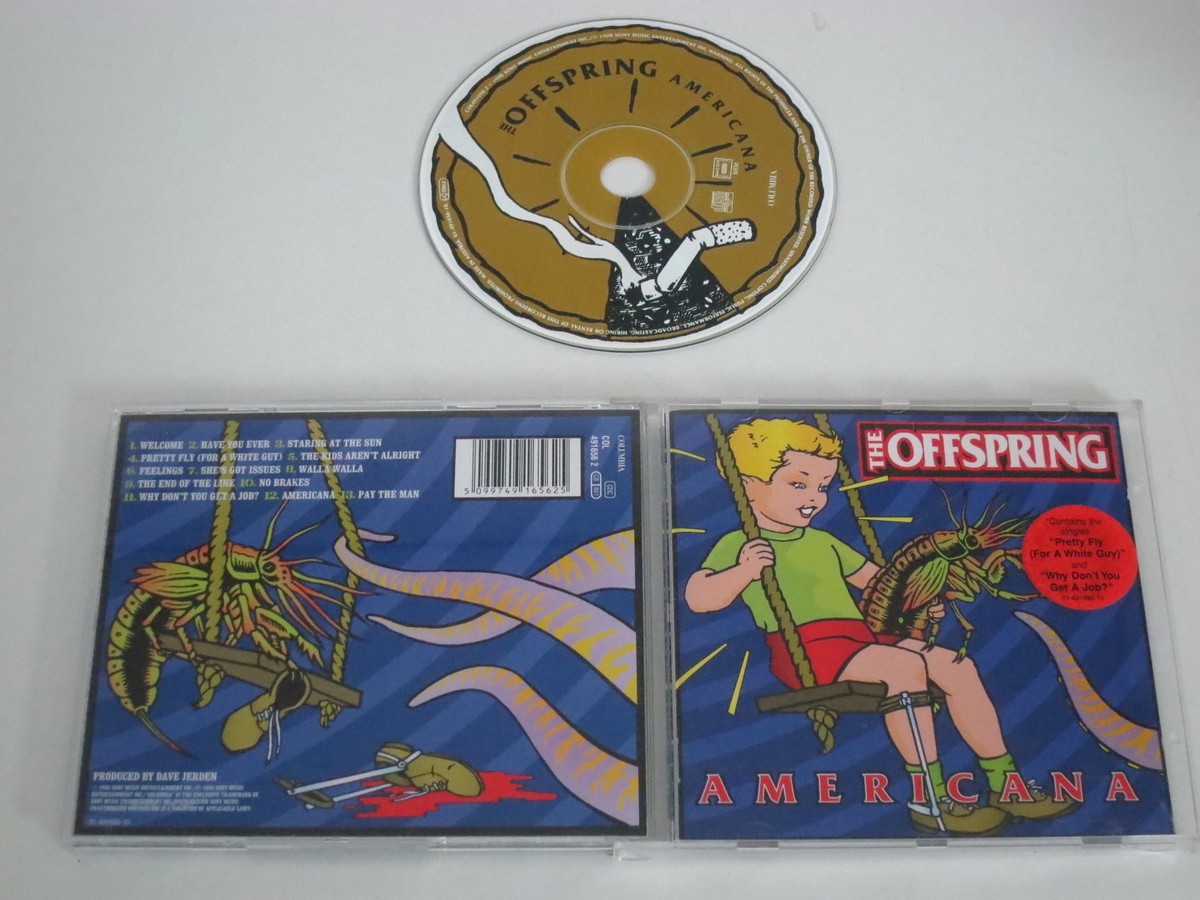 THE OFFSPRING AMERICANA
COLUMBIA
1. WELCOME 2. HAVE YOU EVER 3. STARING AT THE SUN
4. PRETTY FLY (FOR A WHITE GUY) 5. THE KIDS AREN'T ALRIGHT
6. FEELINGS 7. SHE'S GOT ISSUES 8. WALLA WALLA
9. THE END OF THE LINE 10. NO BRAKES
11. WHY DON'T YOU GET A JOB? 12. AMERICANA 13. PAY THE MAN
5 099749 165625
COL
491656 2
COLUMBIA
PRODUCED BY DAVE JERDEN
THE OFFSPRING
"Contains the
singles
"Pretty Fly
(For A White Guy)"
and
"Why Don't You
Get A Job?"
AMERICANA